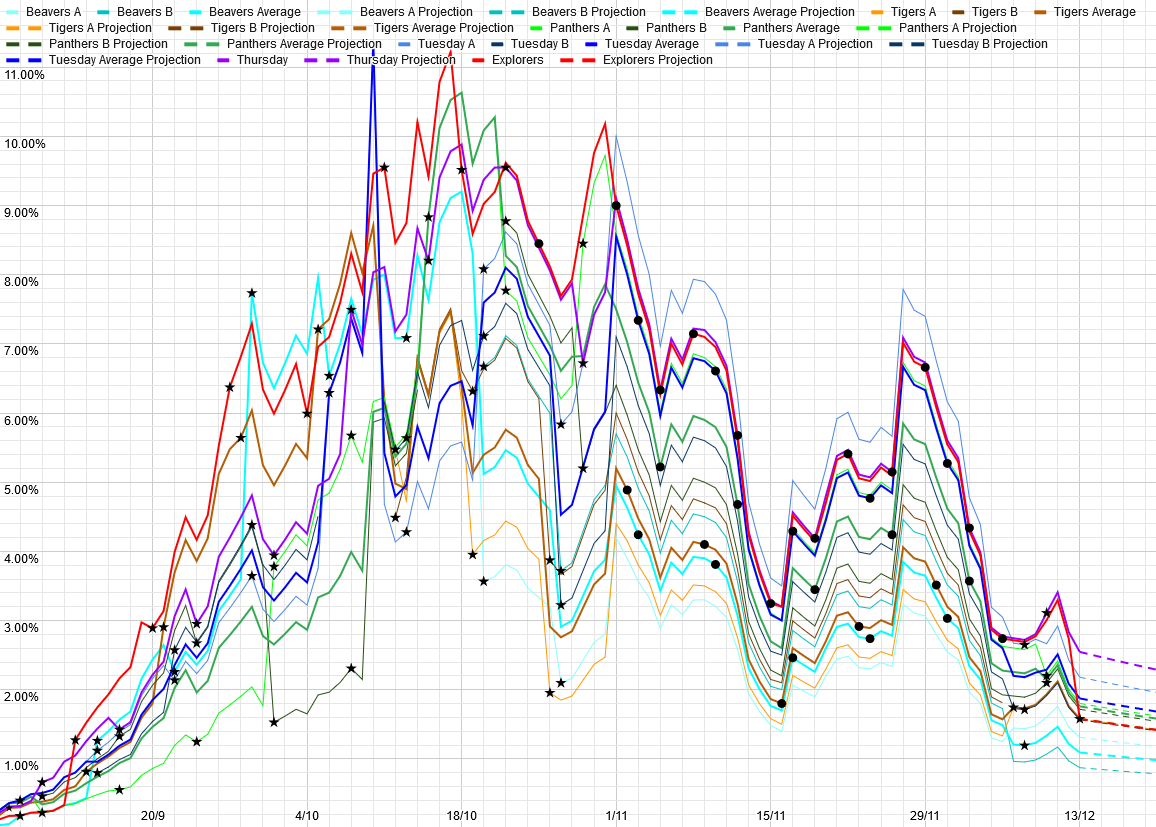 Beavers A Beavers B Beavers Average Beavers A Projection Beavers B Projection Beavers Average Projection Tigers A Tigers B Tigers Average
Tigers A Projection Tigers B Projection Tigers Average Projection Panthers A Panthers B Panthers Average Panthers A Projection
Panthers B Projection Panthers Average Projection Tuesday A Tuesday B Tuesday Average Tuesday A Projection Tuesday B Projection
Tuesday Average Projection Thursday Thursday Projection Explorers Explorers Projection
11.00%
10.00%
9.00%
8.00%
7.00%
6.00%
5.00%
4.00%
3.00%
2.00%
1.00%
20/9 4/10 18/10 1/11 15/11 29/11 13/12